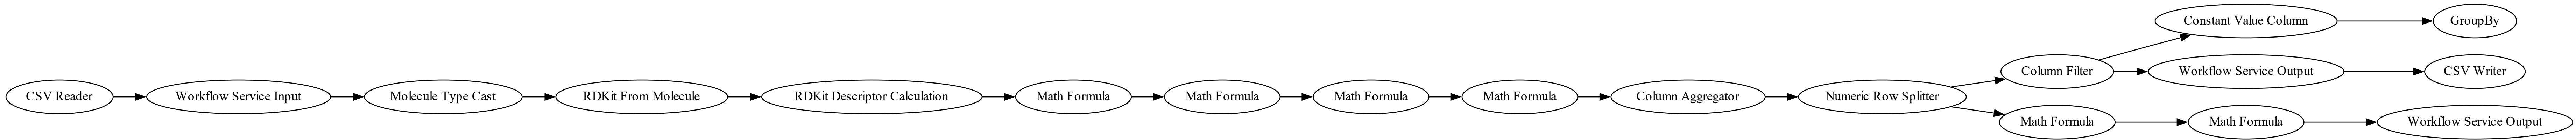 CSV Reader
Workflow Service Input
Molecule Type Cast
RDKit From Molecule
RDKit Descriptor Calculation
Math Formula
Math Formula
Math Formula
Math Formula
Column Aggregator
Numeric Row Splitter
Column Filter
Constant Value Column
GroupBy
Workflow Service Output
CSV Writer
Math Formula
Math Formula
Workflow Service Output